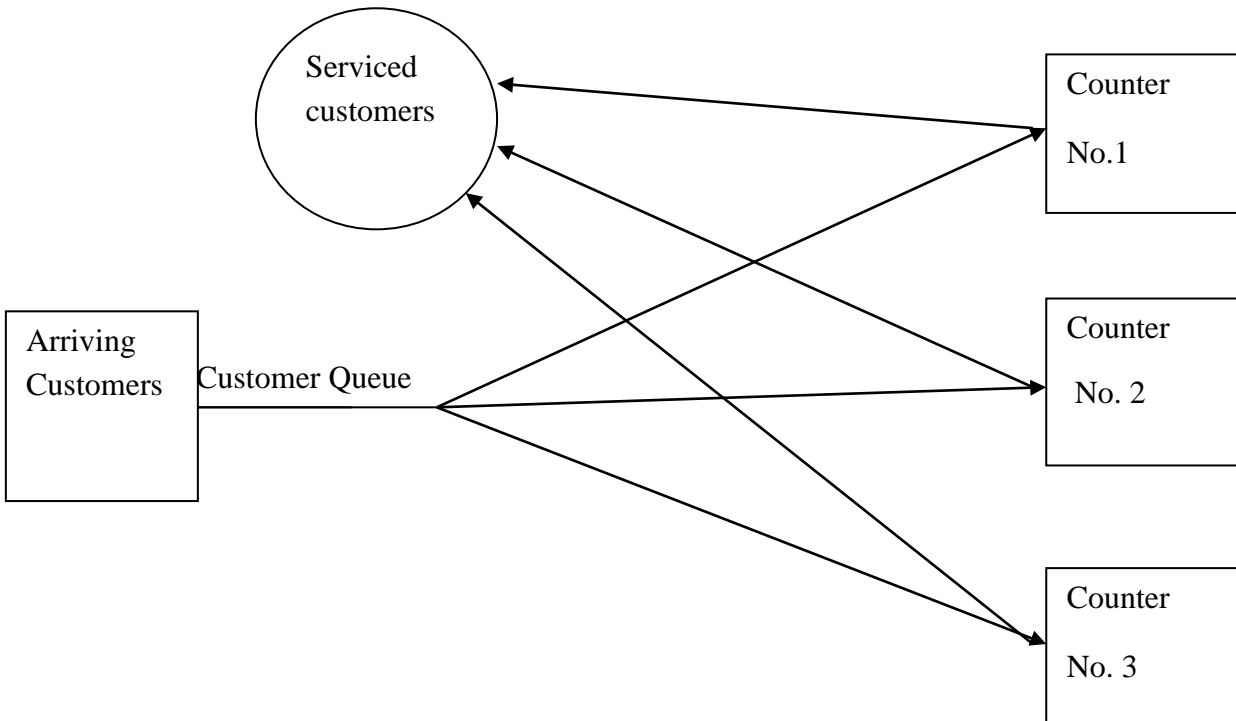 Serviced
customers
Counter
No.1
Arriving
Customers
Customer Queue
Counter
No. 2
Counter
No. 3